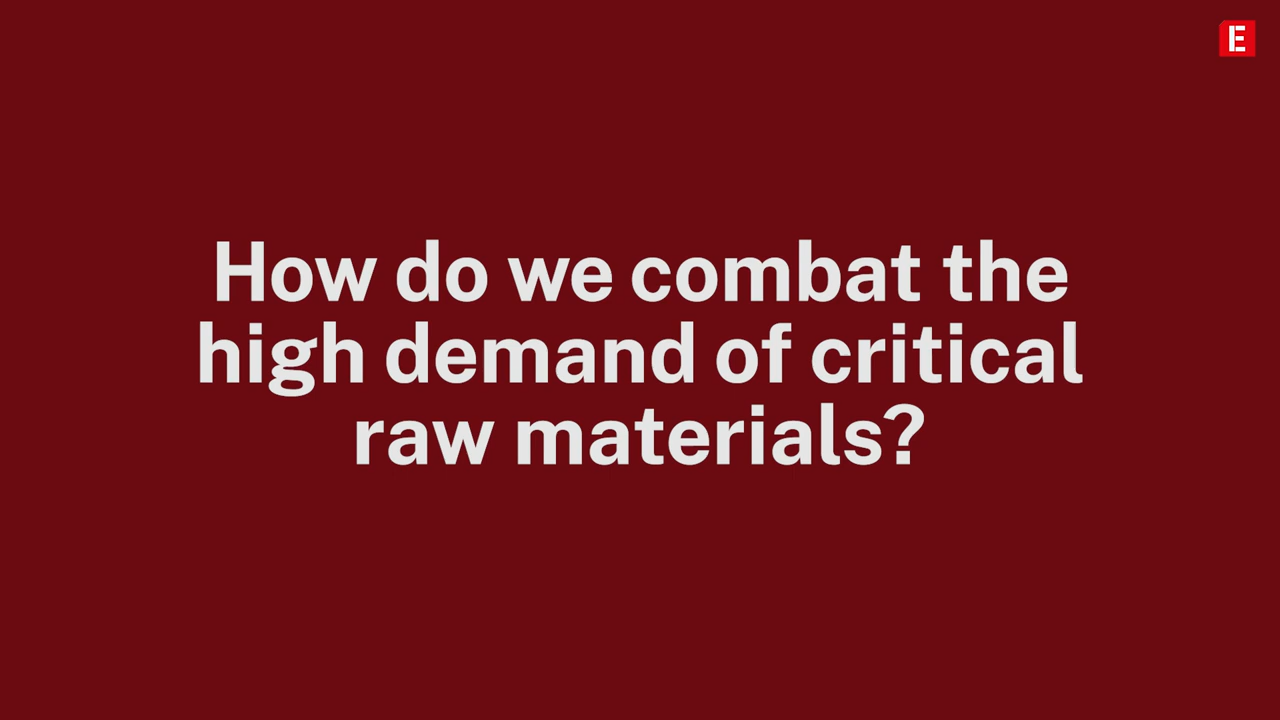 E
How do we combat the
high demand of critical
raw materials?